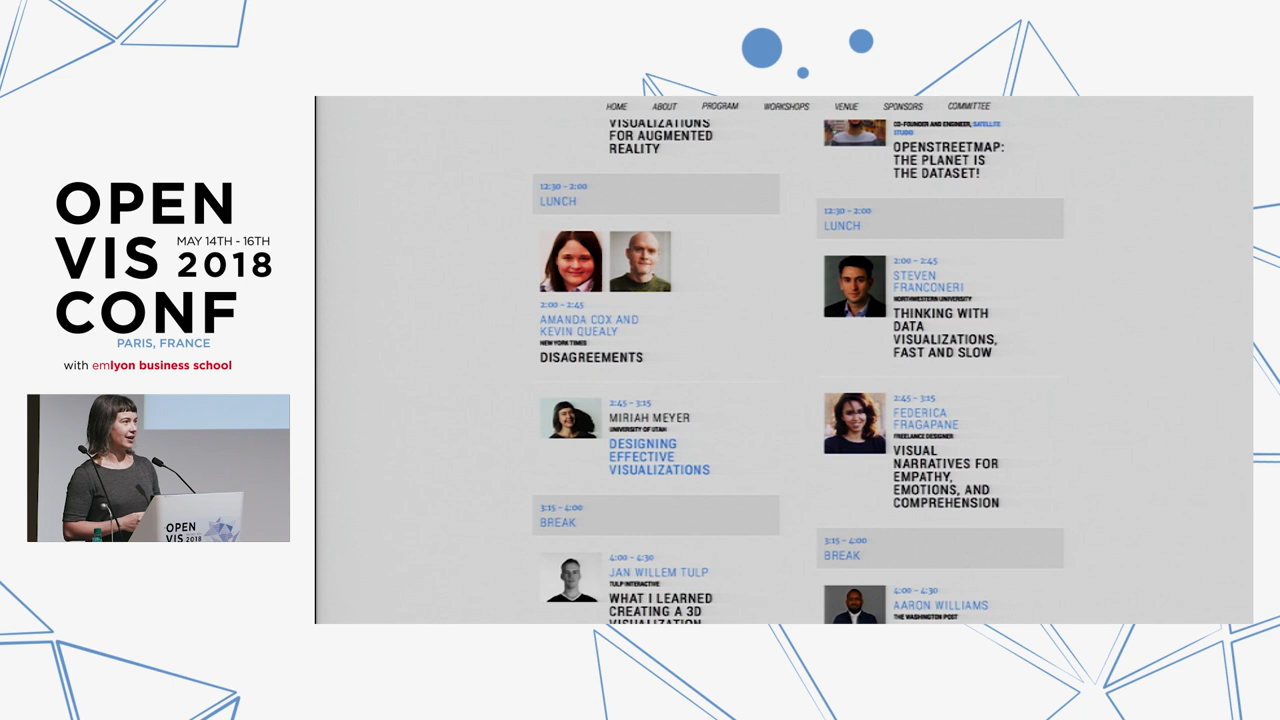 OPEN
VIS
CONF
MAY 14TH - 16TH
2018
PARIS, FRANCE
with emlyon business school
OPEN
VIS 2018
HOME ABOUT PROGRAM WORKSHOPS VENUE SPONSORS COMMITTEE
VISUALIZATIONS
FOR AUGMENTED
REALITY
12:30 - 2:00
LUNCH
2:00 - 2:45
AMANDA COX AND
KEVIN QUEALY
NEW YORK TIMES
DISAGREEMENTS
2:45 - 3:15
MIRIAH MEYER
UNIVERSITY OF UTAH
DESIGNING
EFFECTIVE
VISUALIZATIONS
3:15 - 4:00
BREAK
4:00 - 4:30
JAN WILLEM TULP
TULP INTERACTIVE
WHAT I LEARNED
CREATING A 3D
VISUALIZATION
CO-FOUNDER AND ENGINEER, SATELLITE
STUDIO
OPENSTREETMAP:
THE PLANET IS
THE DATASET!
12:30 - 2:00
LUNCH
2:00 - 2:45
STEVEN
FRANCONERI
NORTHWESTERN UNIVERSITY
THINKING WITH
DATA
VISUALIZATIONS,
FAST AND SLOW
2:45 - 3:15
FEDERICA
FRAGAPANE
FREELANCE DESIGNER
VISUAL
NARRATIVES FOR
EMPATHY,
EMOTIONS, AND
COMPREHENSION
3:15 - 4:00
BREAK
4:00 - 4:30
AARON WILLIAMS
THE WASHINGTON POST